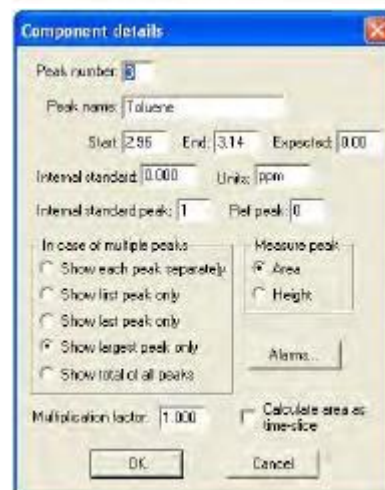 Component details
Peak number: 3
Peak name: Toluene
Start: 2.96 End: 3.14 Expected: 0.00
Internal standard: 0.000 Units: ppm
Internal standard peak: 1 Ref peak: 0
In case of multiple peaks
Show each peak separately
Show first peak only
Show last peak only
Show largest peak only
Show total of all peaks
Measure peak
Area
Height
Alarms...
Multiplication factor: 1.000
Calculate area as
time-slice
OK Cancel